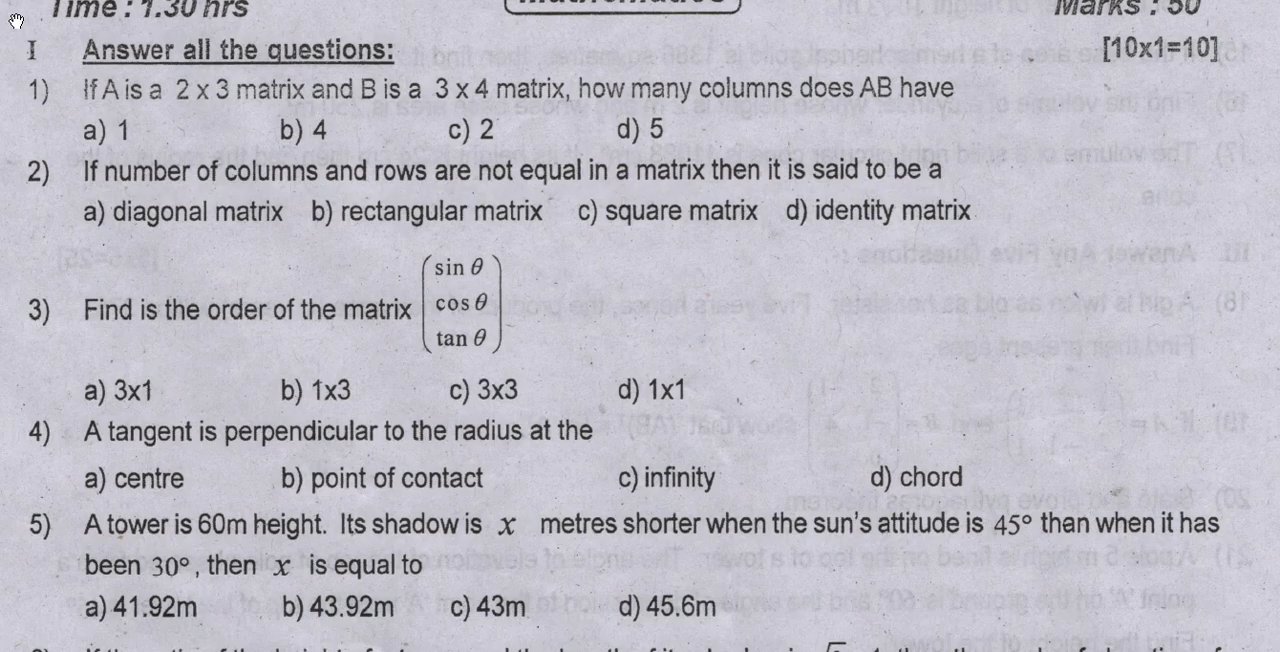 Time : 1.30 hrs Mathematics Marks : 50
I Answer all the questions: [10x1=10]
1) If A is a 2 x 3 matrix and B is a 3 x 4 matrix, how many columns does AB have
a) 1 b) 4 c) 2 d) 5
2) If number of columns and rows are not equal in a matrix then it is said to be a
a) diagonal matrix b) rectangular matrix c) square matrix d) identity matrix
sin θ
3) Find is the order of the matrix cos θ
tan θ
a) 3x1 b) 1x3 c) 3x3 d) 1x1
4) A tangent is perpendicular to the radius at the
a) centre b) point of contact c) infinity d) chord
5) A tower is 60m height. Its shadow is x metres shorter when the sun's attitude is 45° than when it has
been 30°, then x is equal to
a) 41.92m b) 43.92m c) 43m d) 45.6m